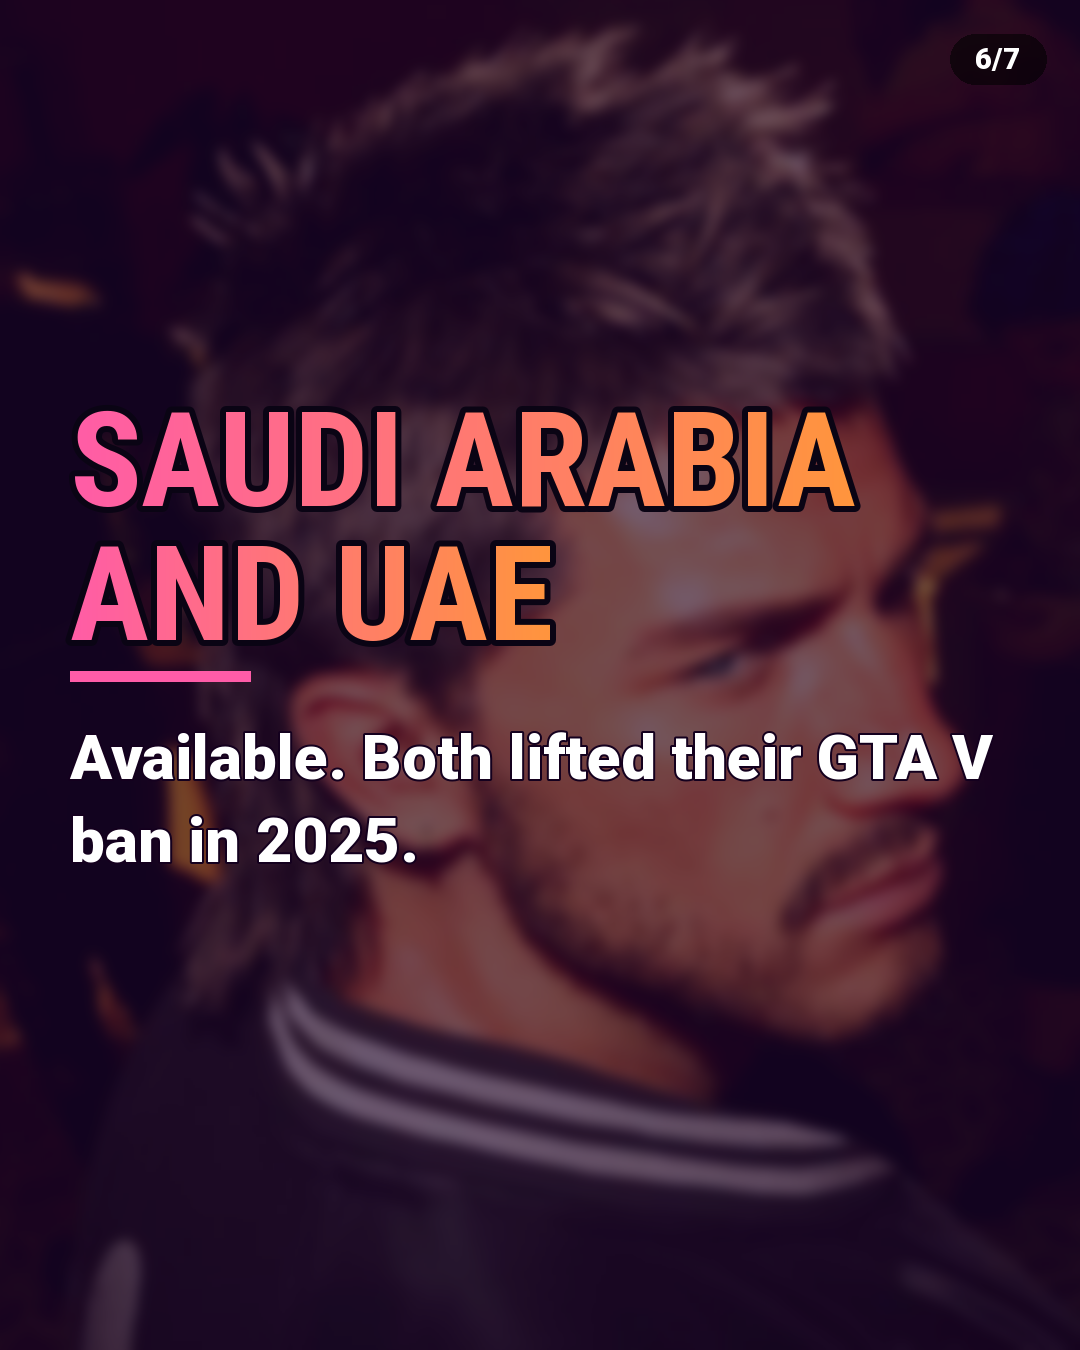 6/7
SAUDI ARABIA
AND UAE
Available. Both lifted their GTA V
ban in 2025.